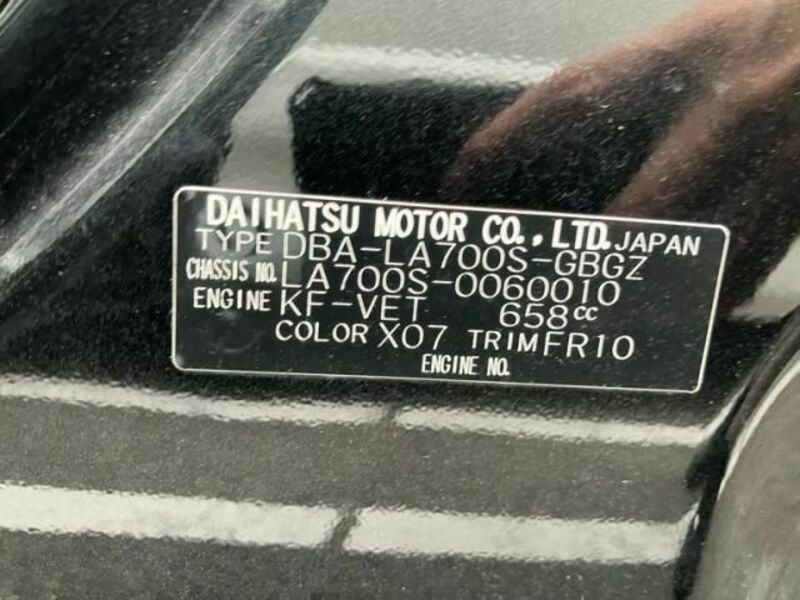 DAIHATSU MOTOR CO., LTD. JAPAN
TYPE DBA-LA700S-GBGZ
CHASSIS NO. LA700S-0060010
ENGINE KF-VET 658cc
COLOR X07 TRIM FR10
ENGINE NO.